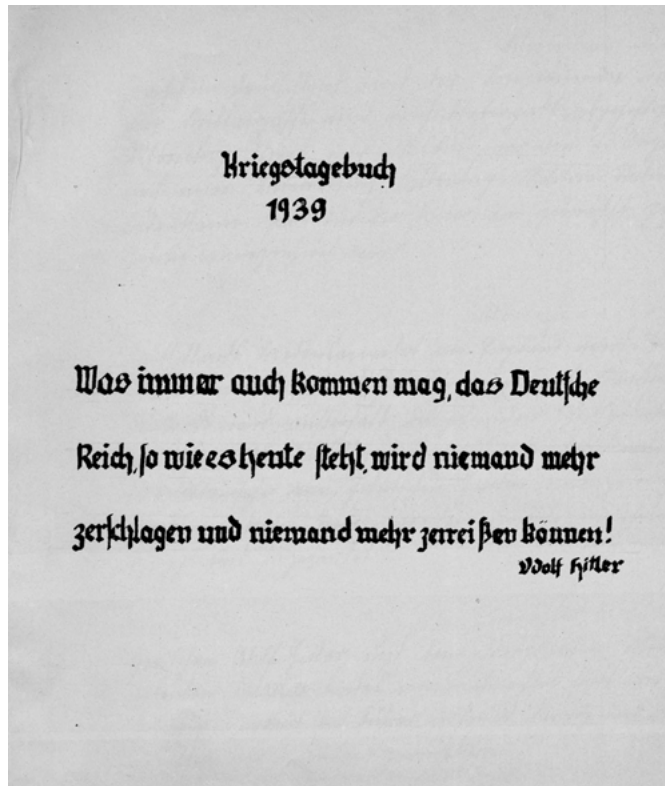 Kriegstagebuch
1939
Was immer auch kommen mag, das Deutsche
Reich, so wie es heute steht, wird niemand mehr
zerschlagen und niemand mehr zerreißen können!
Adolf Hitler